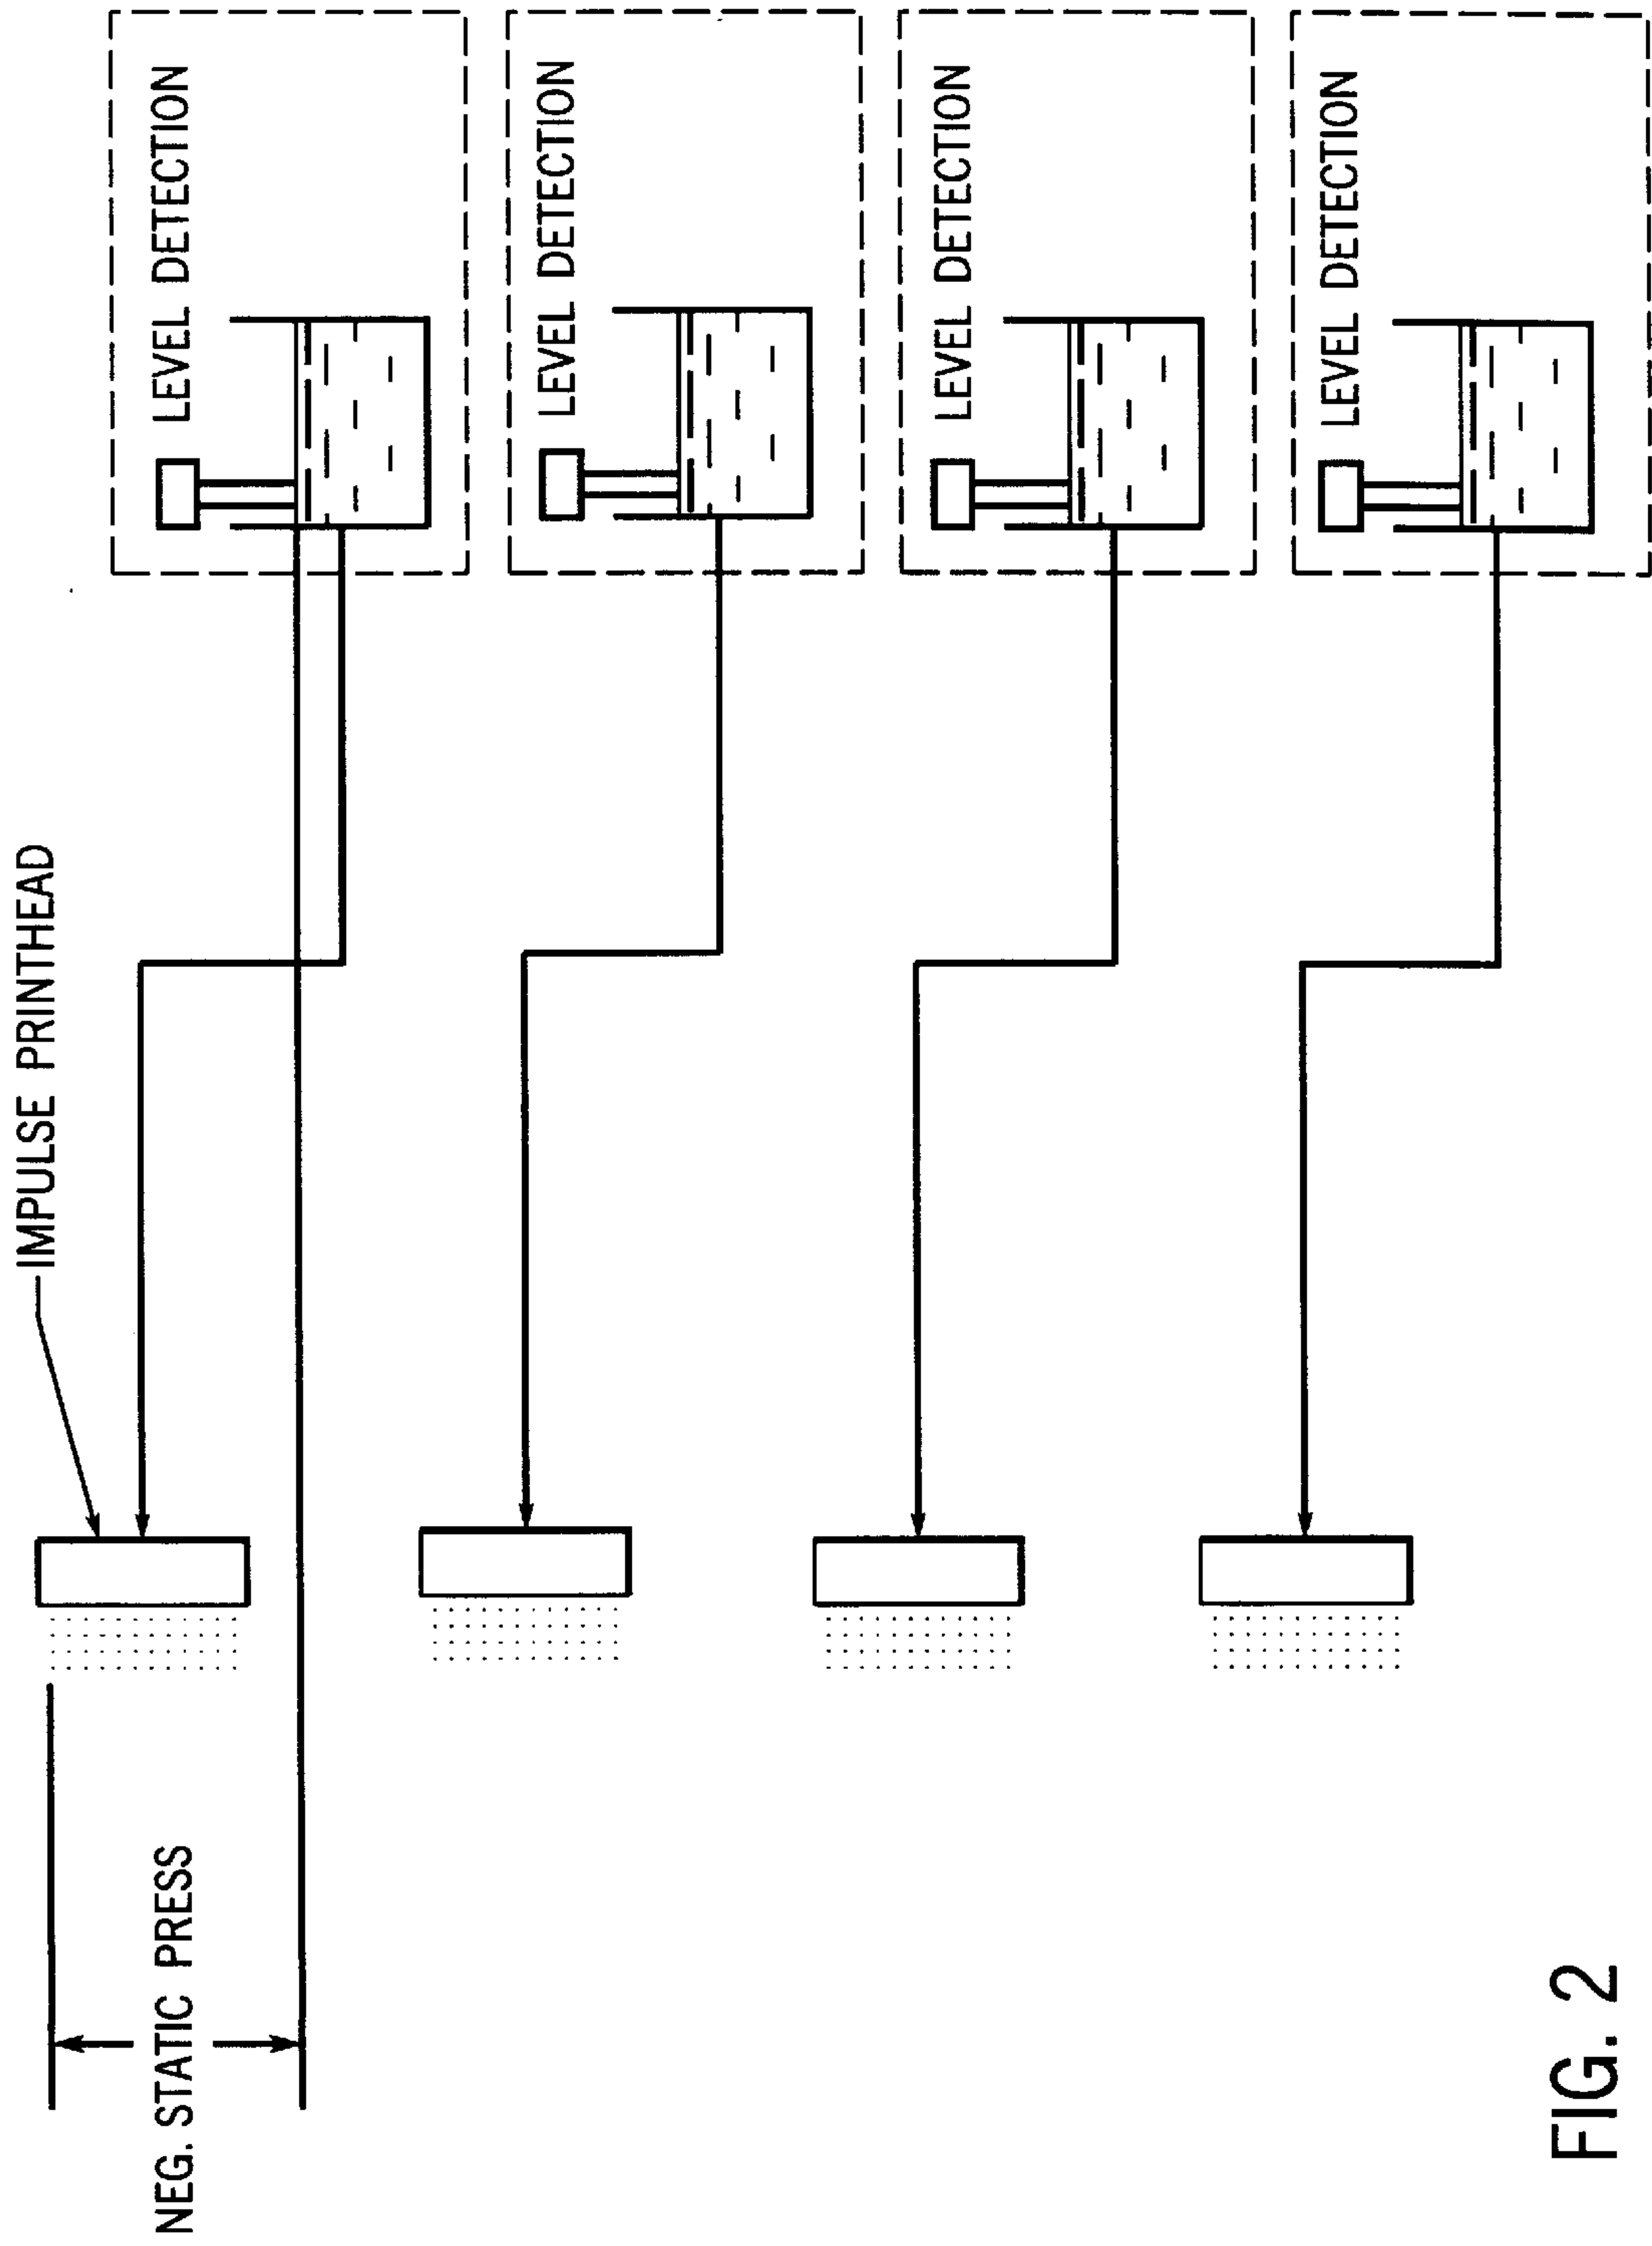 IMPULSE PRINTHEAD
NEG. STATIC PRESS
LEVEL DETECTION
LEVEL DETECTION
LEVEL DETECTION
LEVEL DETECTION
FIG. 2